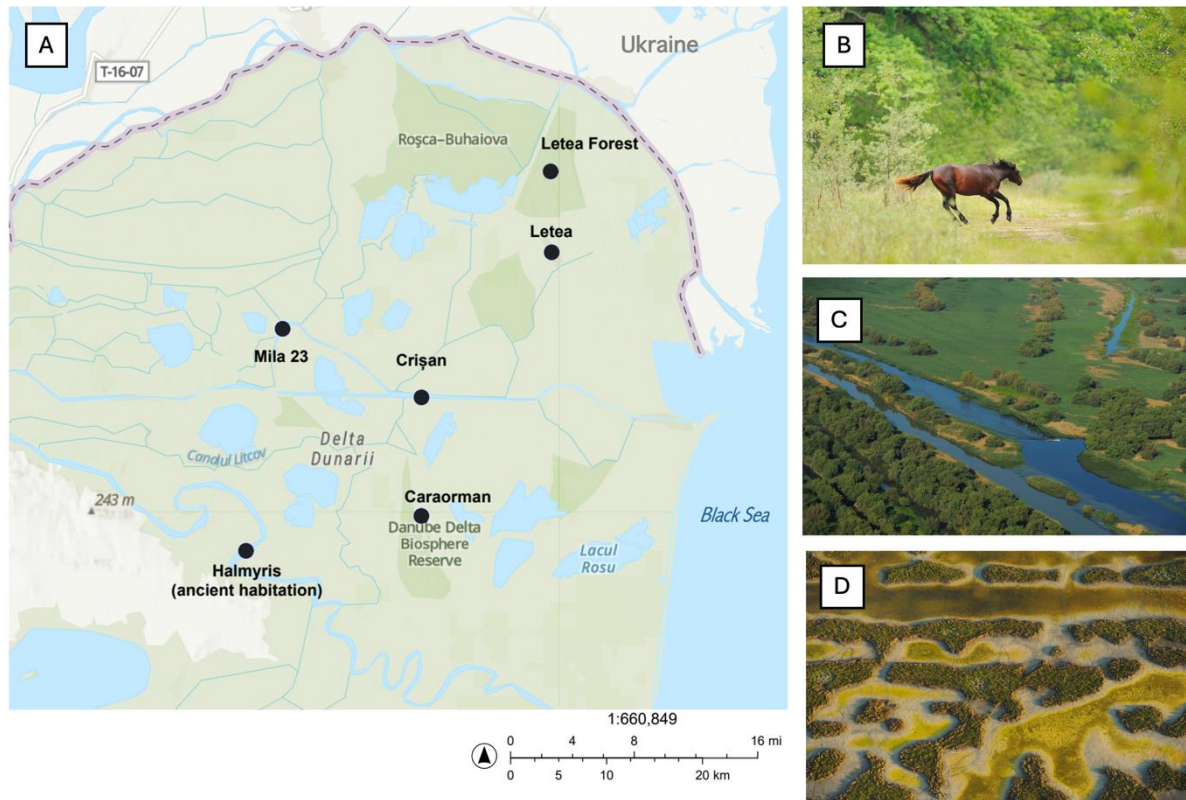 A
Ukraine
T-16-07
Roşca–Buhaiova
Letea Forest
Letea
Mila 23
Crișan
Delta
Dunarii
Canalul Litcov
243 m
Caraorman
Danube Delta
Biosphere
Reserve
Lacul
Rosu
Black Sea
Halmyris
(ancient habitation)
1:660,849
0 4 8 16 mi
0 5 10 20 km
B
C
D